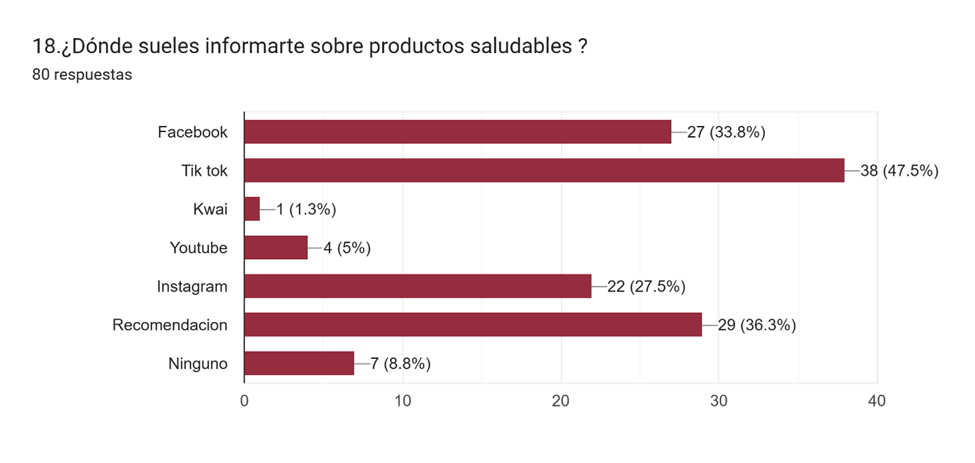 18.¿Dónde sueles informarte sobre productos saludables ?
80 respuestas
Facebook 27 (33.8%)
Tik tok 38 (47.5%)
Kwai 1 (1.3%)
Youtube 4 (5%)
Instagram 22 (27.5%)
Recomendacion 29 (36.3%)
Ninguno 7 (8.8%)
0 10 20 30 40